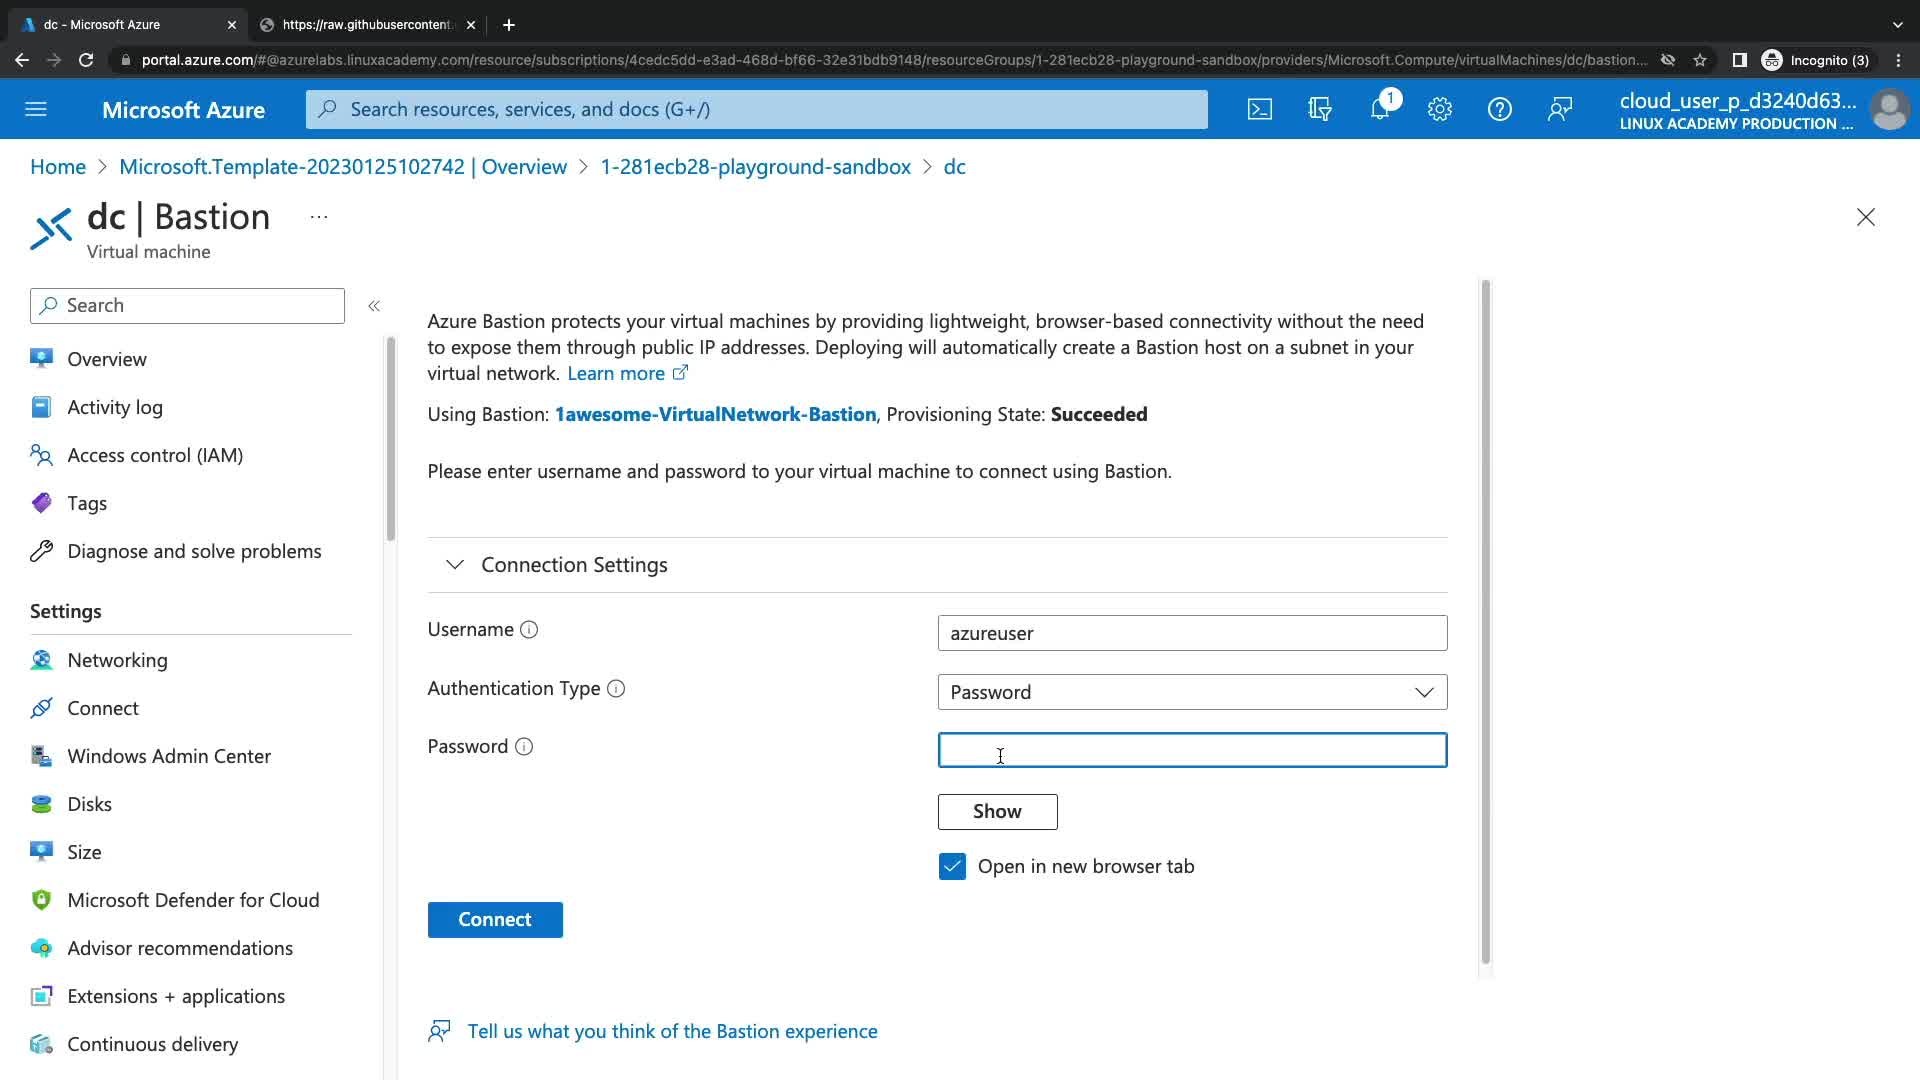 dc - Microsoft Azure
https://raw.githubusercontent.
portal.azure.com/#@azurelabs.linuxacademy.com/resource/subscriptions/4cedc5dd-e3ad-468d-bf66-32e31bdb9148/resourceGroups/1-281ecb28-playground-sandbox/providers/Microsoft.Compute/virtualMachines/dc/bastion...
Incognito (3)
Microsoft Azure
Search resources, services, and docs (G+/)
1
cloud_user_p_d3240d63...
LINUX ACADEMY PRODUCTION ...
Home > Microsoft.Template-20230125102742 | Overview > 1-281ecb28-playground-sandbox > dc
dc | Bastion ...
Virtual machine
Search
Overview
Activity log
Access control (IAM)
Tags
Diagnose and solve problems
Settings
Networking
Connect
Windows Admin Center
Disks
Size
Microsoft Defender for Cloud
Advisor recommendations
Extensions + applications
Continuous delivery
Azure Bastion protects your virtual machines by providing lightweight, browser-based connectivity without the need
to expose them through public IP addresses. Deploying will automatically create a Bastion host on a subnet in your
virtual network. Learn more
Using Bastion: 1awesome-VirtualNetwork-Bastion, Provisioning State: Succeeded
Please enter username and password to your virtual machine to connect using Bastion.
Connection Settings
Username
azureuser
Authentication Type
Password
Password
Show
Open in new browser tab
Connect
Tell us what you think of the Bastion experience